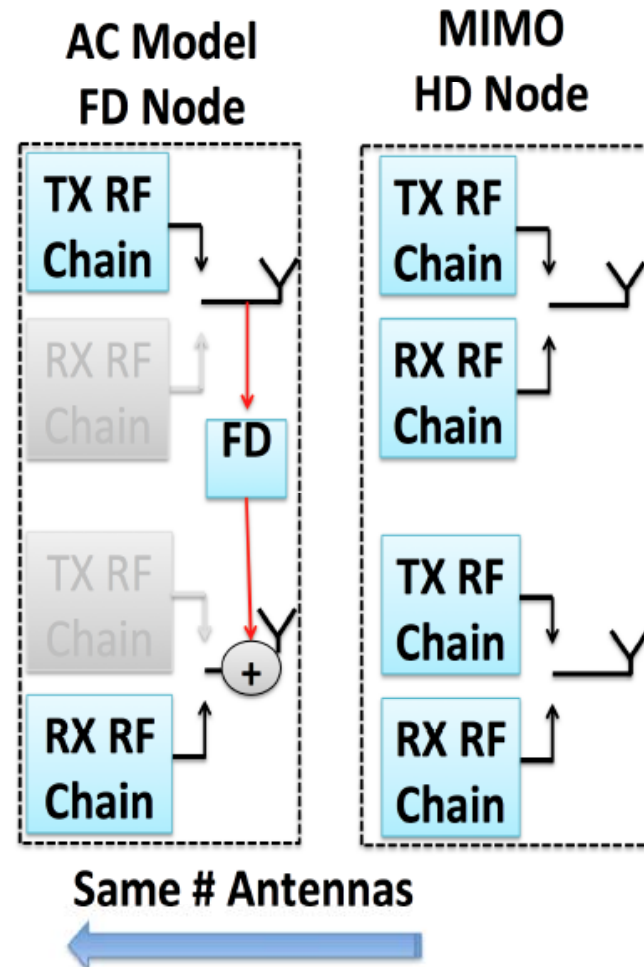 AC Model
FD Node
TX RF
Chain
RX RF
Chain
FD
TX RF
Chain
+
RX RF
Chain
MIMO
HD Node
TX RF
Chain
RX RF
Chain
TX RF
Chain
RX RF
Chain
Same # Antennas